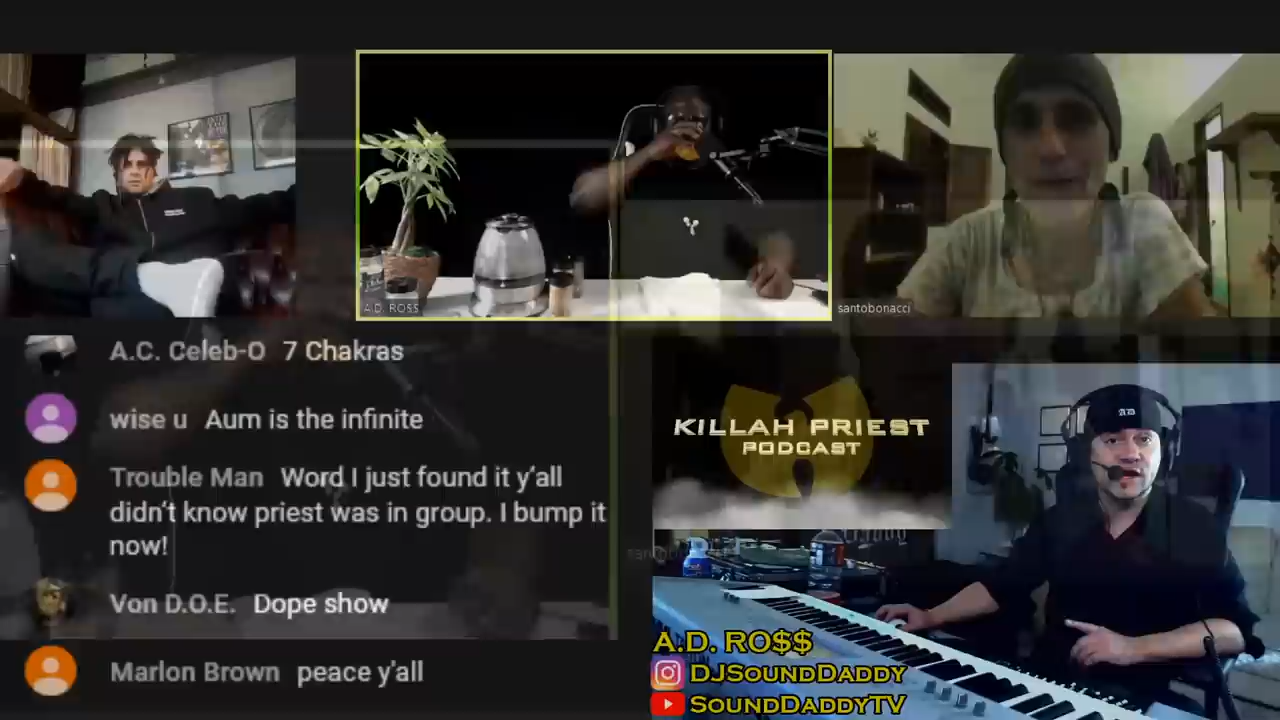 A.D. RO$$
santobonacci
A.C. Celeb-O 7 Chakras
wise u Aum is the infinite
Trouble Man Word I just found it y'all
didn't know priest was in group. I bump it
now!
Von D.O.E. Dope show
Marlon Brown peace y'all
KILLAH PRIEST
PODCAST
AD
A.D. RO$$
DJSoundDaddy
SoundDaddyTV